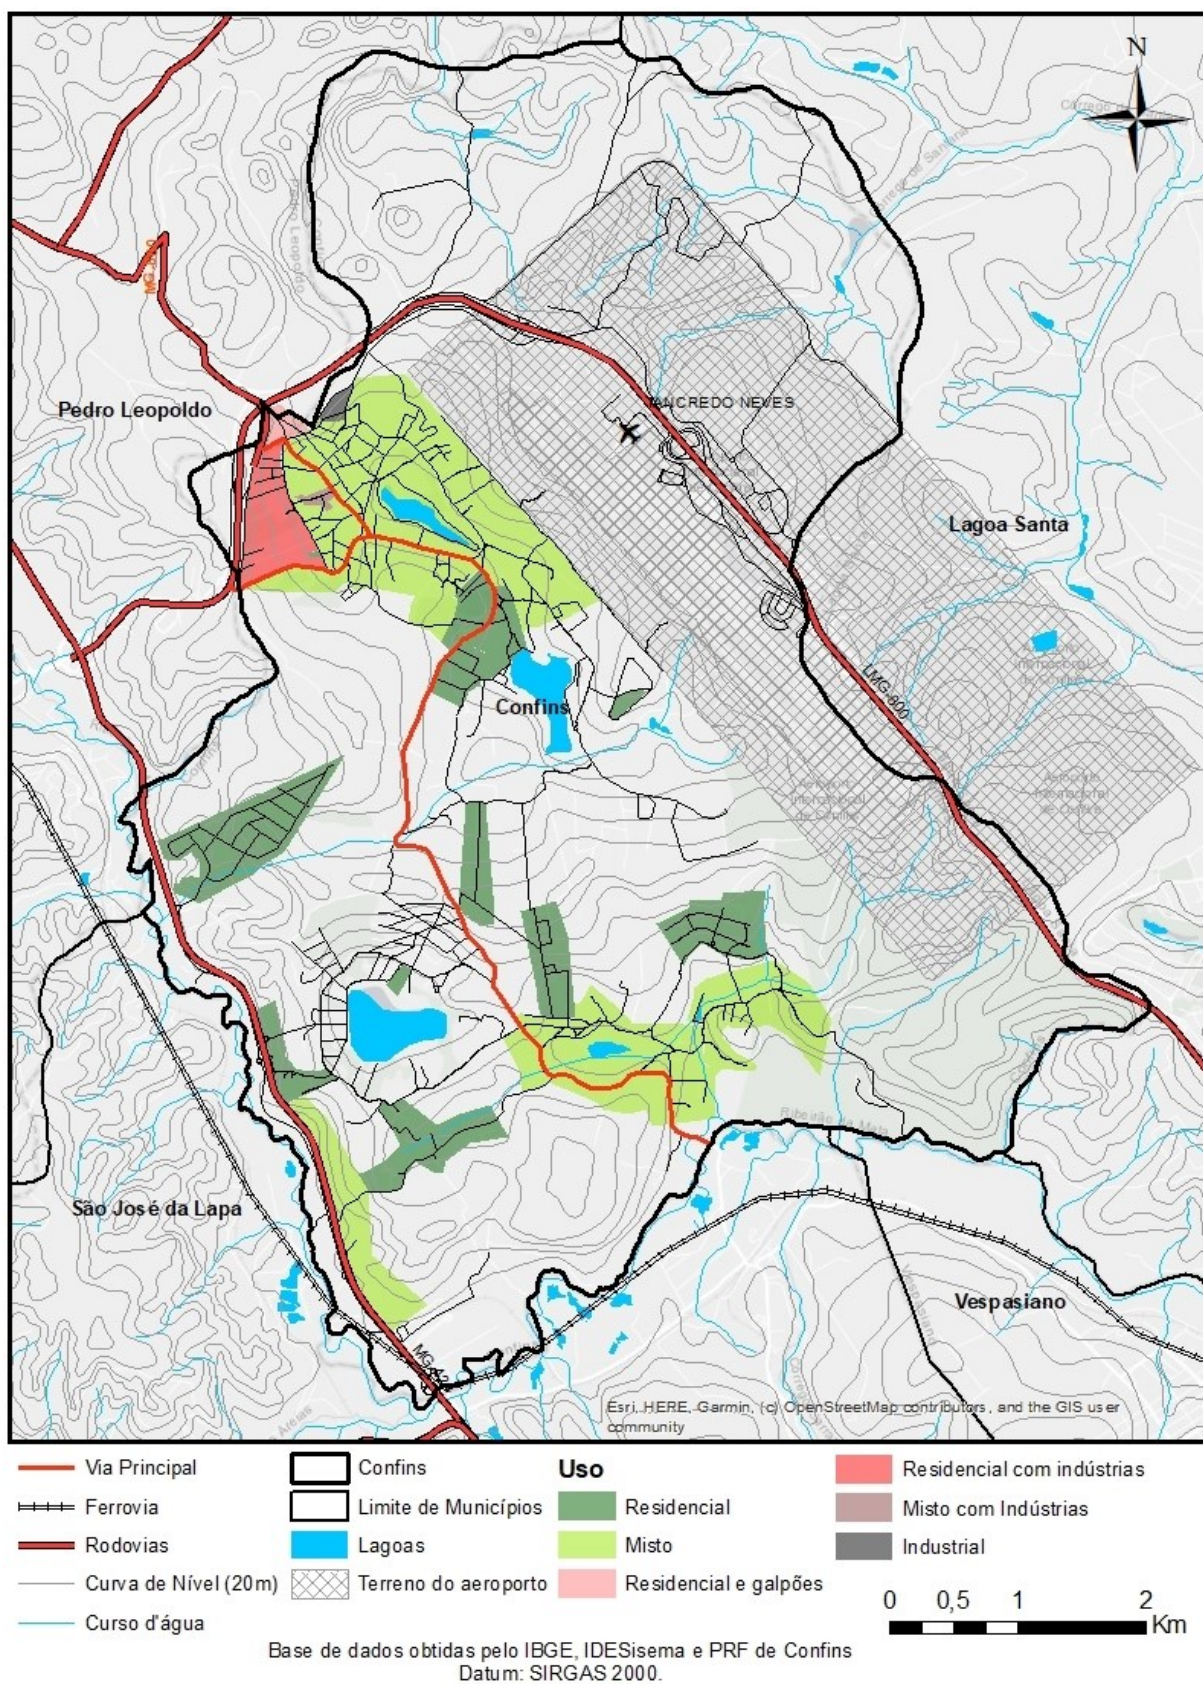 N
Pedro Leopoldo
TANCREDO NEVES
Lagoa Santa
LMG-800
Confins
São José da Lapa
Ribeirão da Mata
Vespasiano
Esri, HERE, Garmin, (c) OpenStreetMap contributors, and the GIS user
community
Via Principal
Ferrovia
Rodovias
Curva de Nível (20m)
Curso d'água
Confins
Limite de Municípios
Lagoas
Terreno do aeroporto
Uso
Residencial
Misto
Residencial e galpões
Residencial com indústrias
Misto com Indústrias
Industrial
0 0,5 1 2
Km
Base de dados obtidas pelo IBGE, IDESisema e PRF de Confins
Datum: SIRGAS 2000.